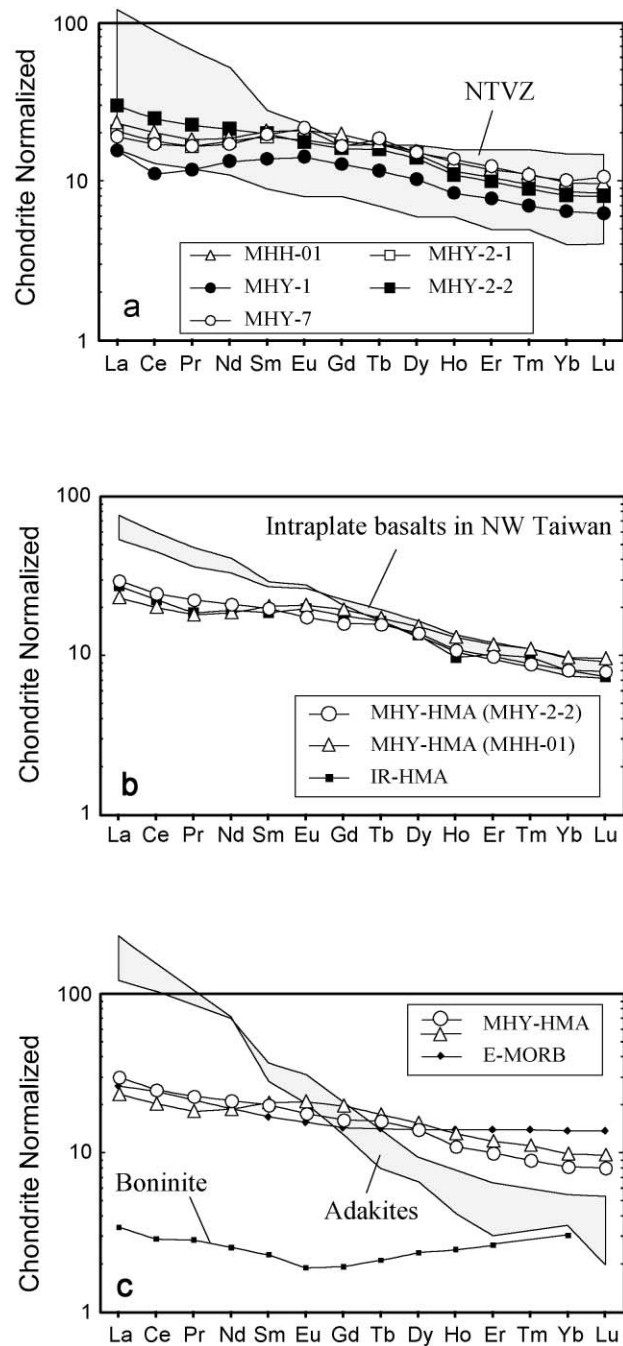 100
Chondrite Normalized
NTVZ
10
MHH-01
MHY-2-1
MHY-1
MHY-2-2
MHY-7
a
1
La Ce Pr Nd Sm Eu Gd Tb Dy Ho Er Tm Yb Lu
100
Chondrite Normalized
Intraplate basalts in NW Taiwan
10
MHY-HMA (MHY-2-2)
MHY-HMA (MHH-01)
IR-HMA
b
1
La Ce Pr Nd Sm Eu Gd Tb Dy Ho Er Tm Yb Lu
100
Chondrite Normalized
MHY-HMA
E-MORB
10
Boninite
Adakites
c
1
La Ce Pr Nd Sm Eu Gd Tb Dy Ho Er Tm Yb Lu